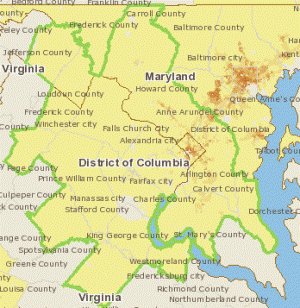 Bedford County
Franklin County
Carroll County
Frederick County
Baltimore County
Jefferson County
Baltimore city
Virginia
Maryland
Howard County
Loudoun County
Queen Anne's County
Frederick County
Anne Arundel County
Winchester city
Falls Church city
District of Columbia
Alexandria city
Talbot County
District of Columbia
Page County
Arlington County
Prince William County
Fairfax city
Calvert County
Culpeper County
Manassas city
Charles County
Stafford County
Dorchester
King George County
St. Mary's County
Orange County
Spotsylvania County
Greene County
Westmoreland County
Fredericksburg city
Louisa County
Richmond County
Virginia
Northumberland County